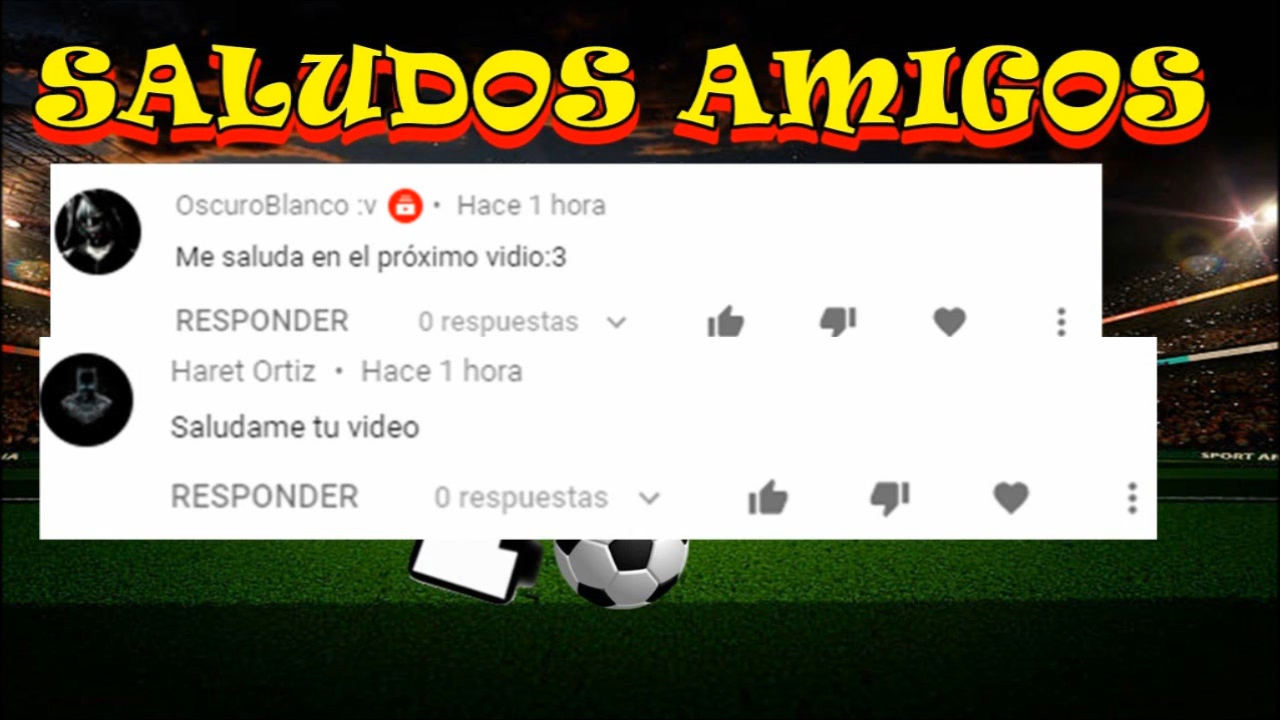 SALUDOS AMIGOS
OscuroBlanco :v • Hace 1 hora
Me saluda en el próximo vidio:3
RESPONDER 0 respuestas
Haret Ortiz • Hace 1 hora
Saludame tu video
RESPONDER 0 respuestas
SPORT